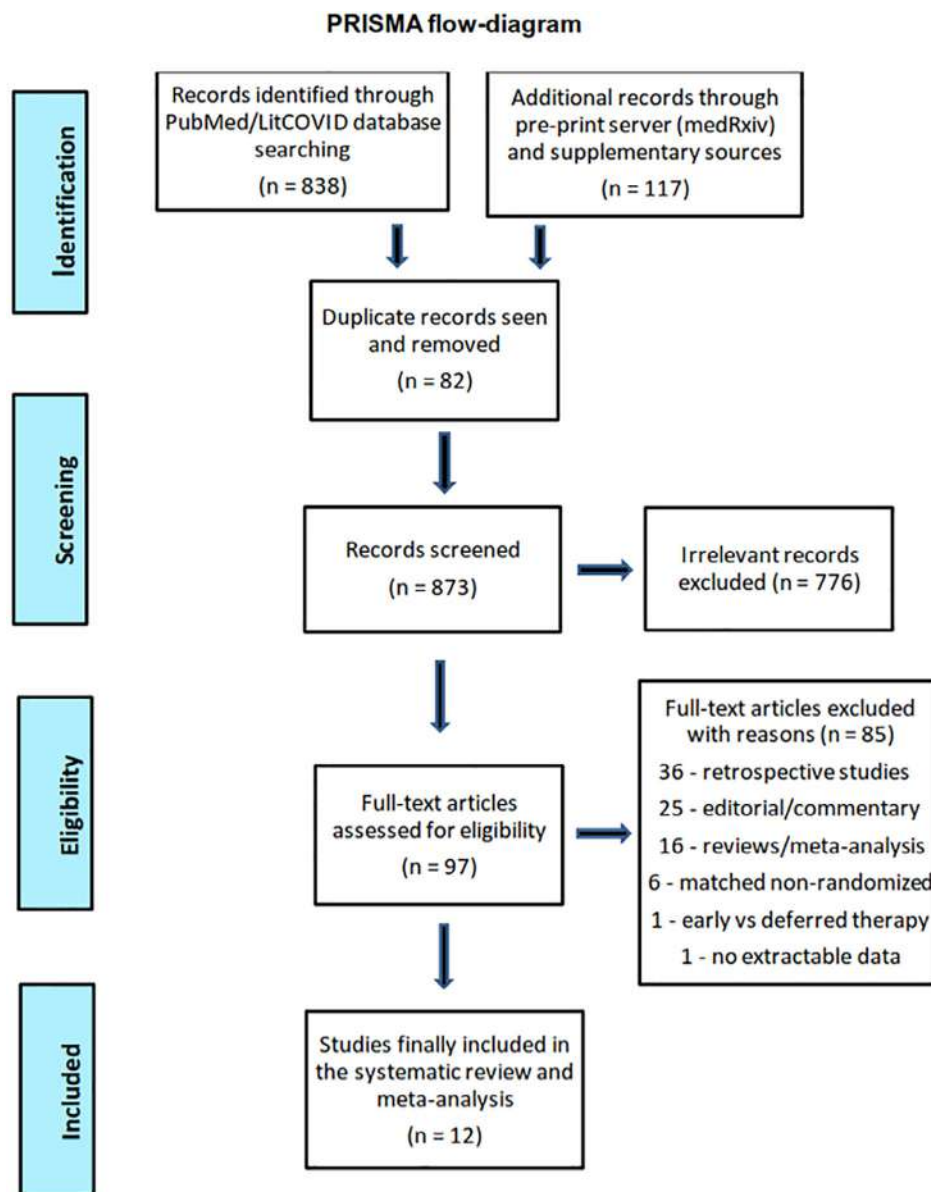 PRISMA flow-diagram
Identification
Records identified through
PubMed/LitCOVID database
searching
(n = 838)
Additional records through
pre-print server (medRxiv)
and supplementary sources
(n = 117)
Duplicate records seen
and removed
(n = 82)
Screening
Records screened
(n = 873)
Irrelevant records
excluded (n = 776)
Eligibility
Full-text articles
assessed for eligibility
(n = 97)
Full-text articles excluded
with reasons (n = 85)
36 - retrospective studies
25 - editorial/commentary
16 - reviews/meta-analysis
6 - matched non-randomized
1 - early vs deferred therapy
1 - no extractable data
Included
Studies finally included in
the systematic review and
meta-analysis
(n = 12)